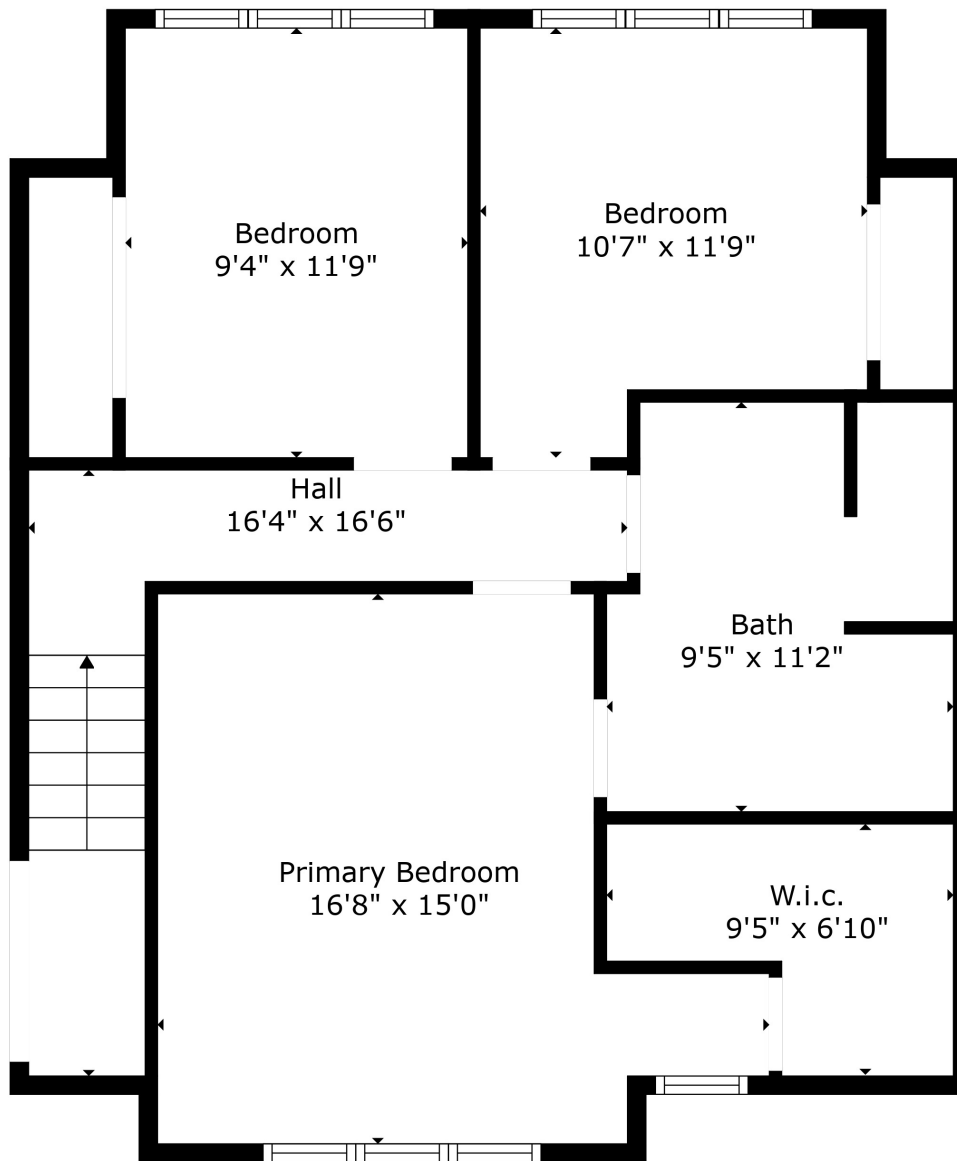 Bedroom
9'4" x 11'9"
Bedroom
10'7" x 11'9"
Hall
16'4" x 16'6"
Bath
9'5" x 11'2"
Primary Bedroom
16'8" x 15'0"
W.i.c.
9'5" x 6'10"